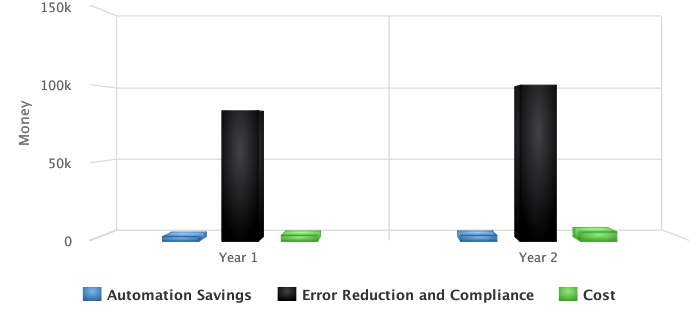 150k
100k
50k
0
Money
Year 1
Year 2
Automation Savings
Error Reduction and Compliance
Cost